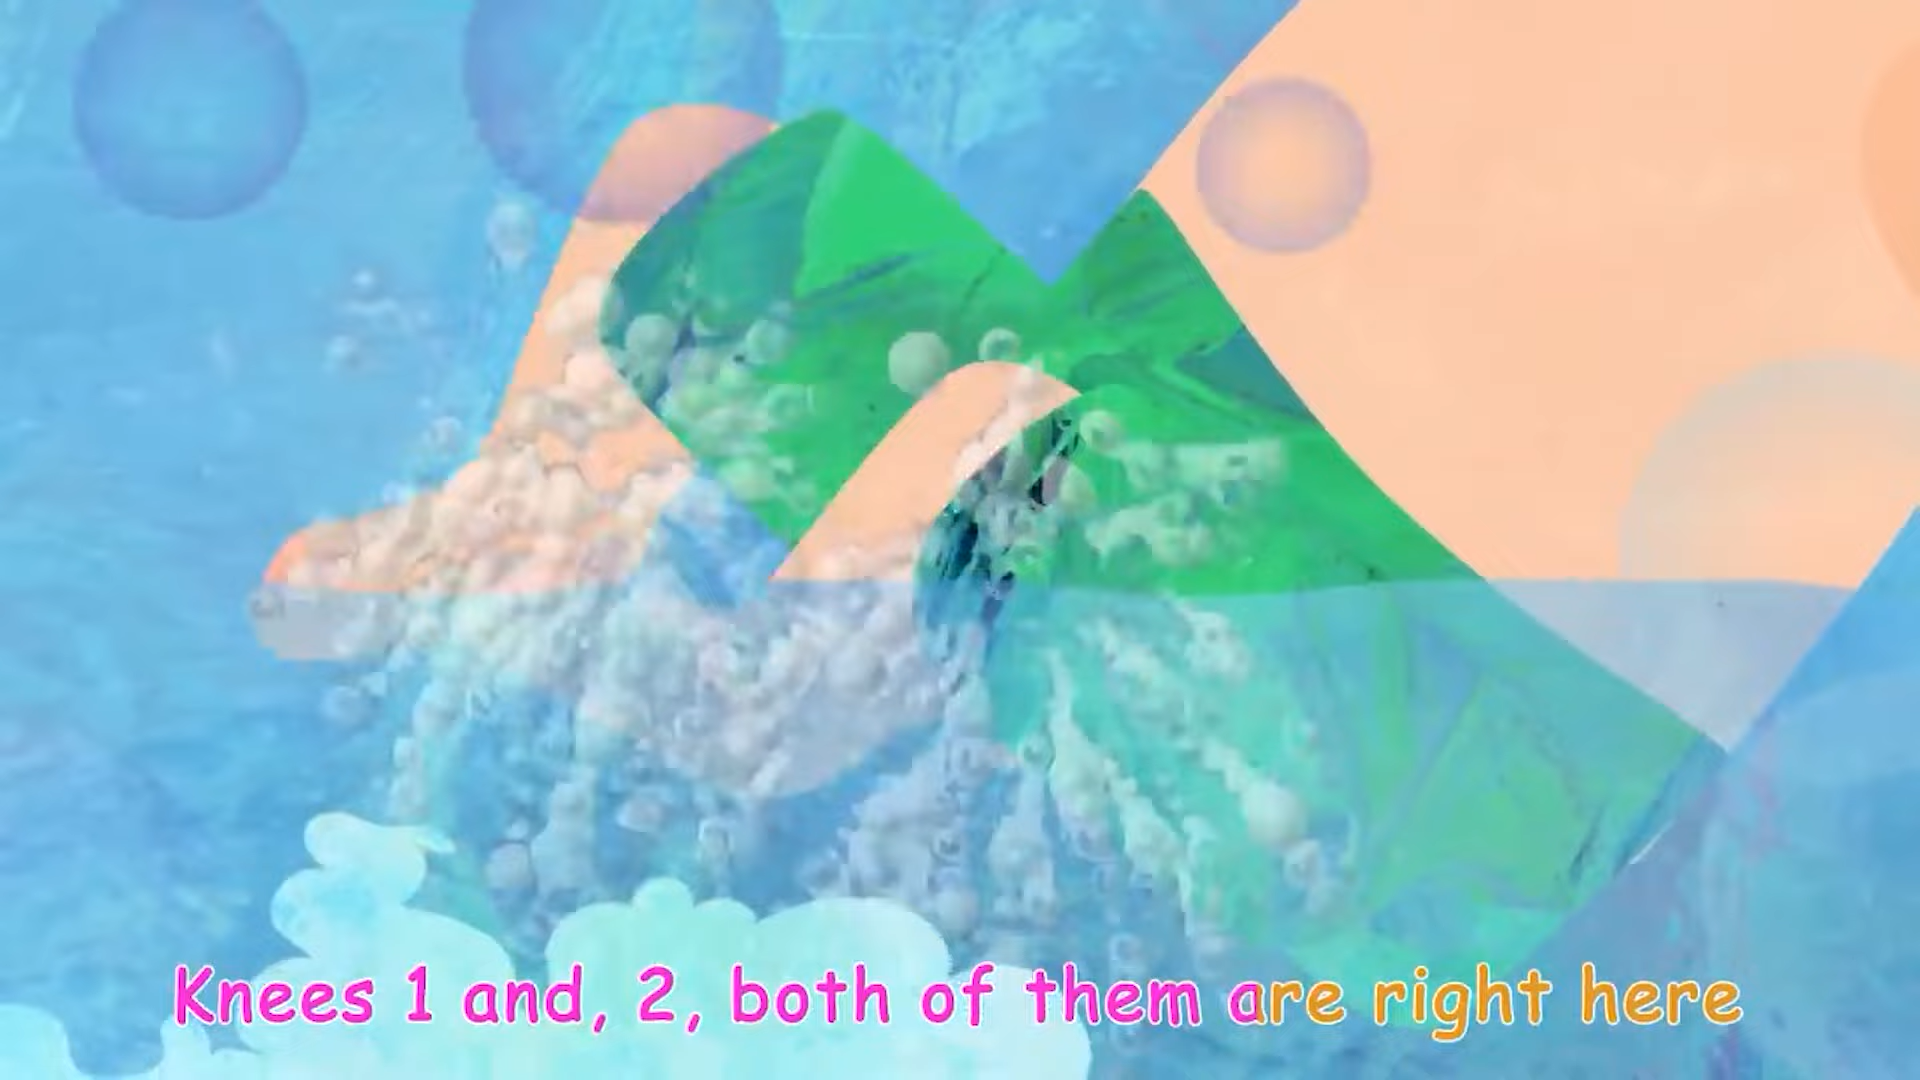 Knees 1 and, 2, both of them are right here